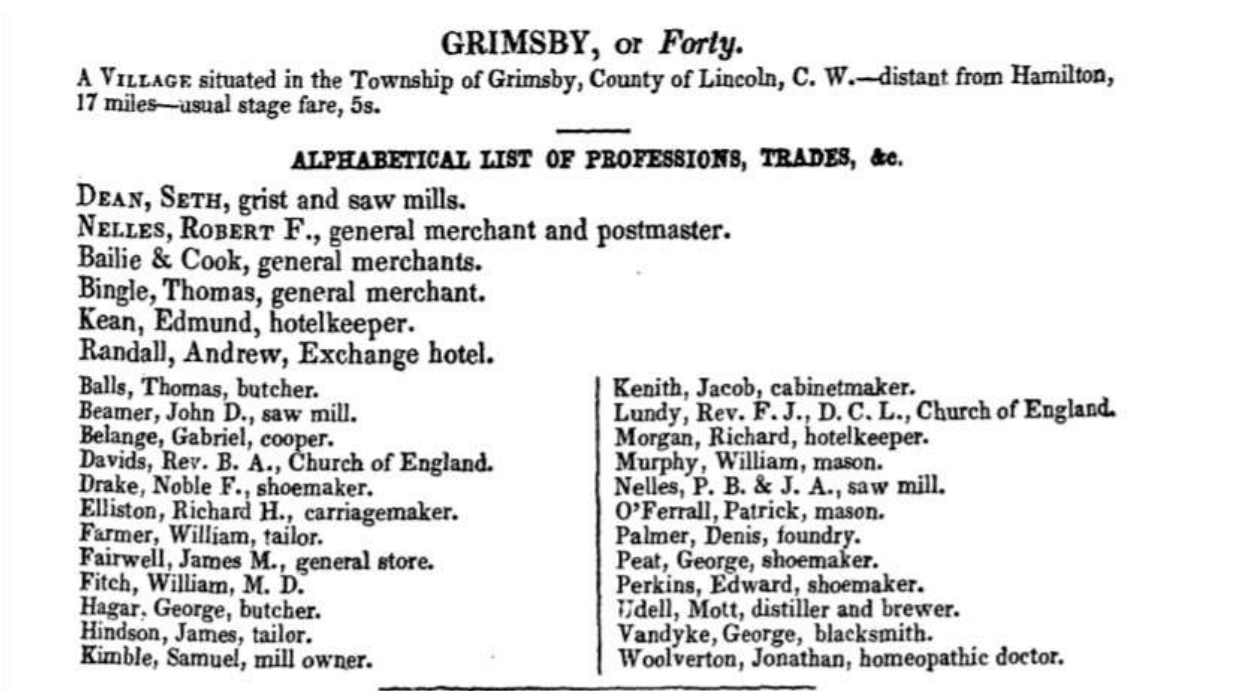 GRIMSBY, or Forty.
A VILLAGE situated in the Township of Grimsby, County of Lincoln, C. W.—distant from Hamilton,
17 miles—usual stage fare, 5s.
ALPHABETICAL LIST OF PROFESSIONS, TRADES, &c.
DEAN, SETH, grist and saw mills.
NELLES, ROBERT F., general merchant and postmaster.
Bailie & Cook, general merchants.
Bingle, Thomas, general merchant.
Kean, Edmund, hotelkeeper.
Randall, Andrew, Exchange hotel.
Balls, Thomas, butcher.
Beamer, John D., saw mill.
Belange, Gabriel, cooper.
Davids, Rev. B. A., Church of England.
Drake, Noble F., shoemaker.
Elliston, Richard H., carriagemaker.
Farmer, William, tailor.
Fairwell, James M., general store.
Fitch, William, M. D.
Hagar, George, butcher.
Hindson, James, tailor.
Kimble, Samuel, mill owner.
Kenith, Jacob, cabinetmaker.
Lundy, Rev. F. J., D. C. L., Church of England.
Morgan, Richard, hotelkeeper.
Murphy, William, mason.
Nelles, P. B. & J. A., saw mill.
O'Ferrall, Patrick, mason.
Palmer, Denis, foundry.
Peat, George, shoemaker.
Perkins, Edward, shoemaker.
Udell, Mott, distiller and brewer.
Vandyke, George, blacksmith.
Woolverton, Jonathan, homeopathic doctor.